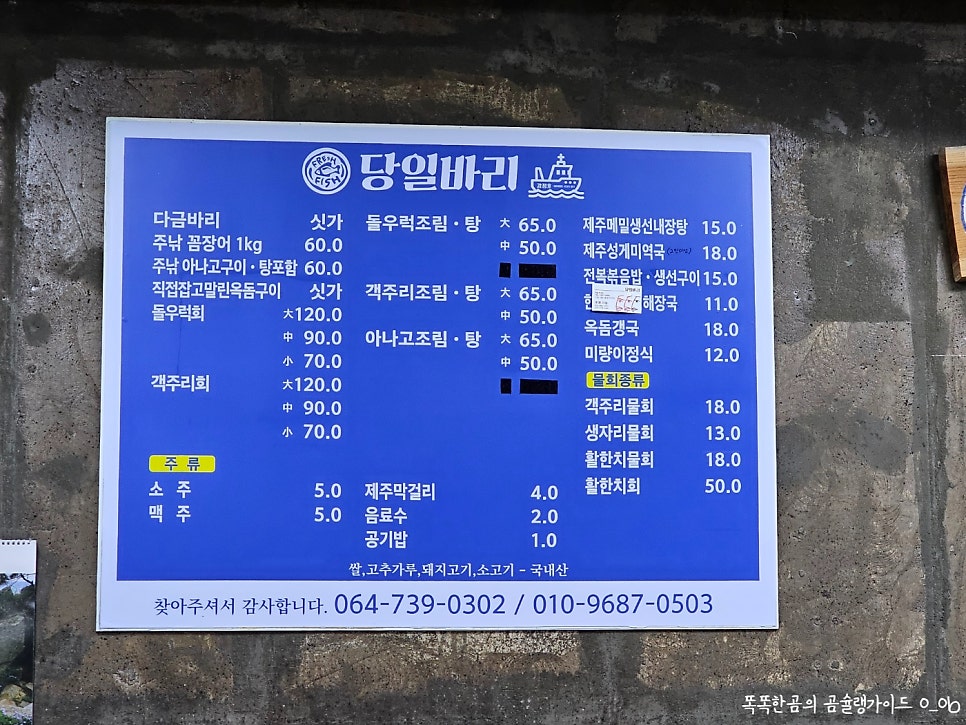 FRESH FISH
당일바리
다금바리 싯가
주낚 꼼장어 1kg 60.0
주낚 아나고구이·탕포함 60.0
직접잡고말린옥돔구이 싯가
돌우럭회 大120.0
中 90.0
小 70.0
객주리회 大120.0
中 90.0
小 70.0
주 류
소 주 5.0
맥 주 5.0
돌우럭조림·탕 大 65.0
中 50.0
객주리조림·탕 大 65.0
中 50.0
아나고조림·탕 大 65.0
中 50.0
제주막걸리 4.0
음료수 2.0
공기밥 1.0
제주메밀생선내장탕 15.0
제주성게미역국 18.0
전복볶음밥·생선구이 15.0
해장국 11.0
옥돔갱국 18.0
미량이정식 12.0
물회종류
객주리물회 18.0
생자리물회 13.0
활한치물회 18.0
활한치회 50.0
쌀,고추가루,돼지고기,소고기 - 국내산
찾아주셔서 감사합니다. 064-739-0302 / 010-9687-0503
똑똑한곰의 곰슐랭가이드 O_Ob